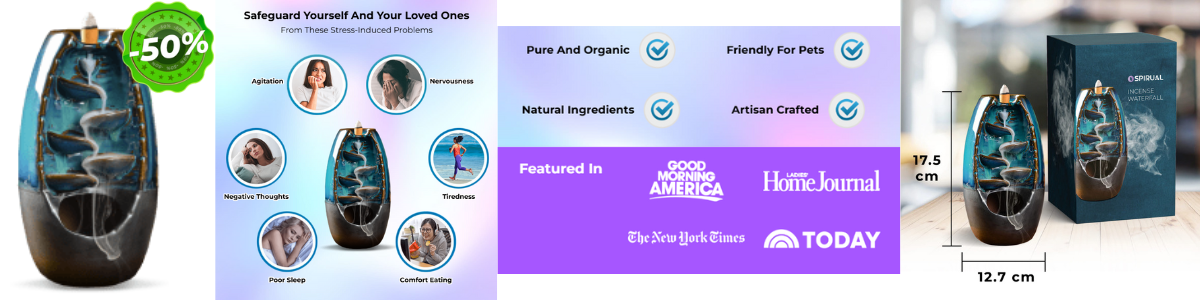 -50%
Safeguard Yourself And Your Loved Ones
From These Stress-Induced Problems
Agitation
Nervousness
Negative Thoughts
Tiredness
Poor Sleep
Comfort Eating
Pure And Organic
Friendly For Pets
Natural Ingredients
Artisan Crafted
Featured In
GOOD
MORNING
AMERICA
LADIES'
Home Journal
The New York Times
TODAY
SPIRUAL
INCENSE
WATERFALL
17.5
cm
12.7 cm